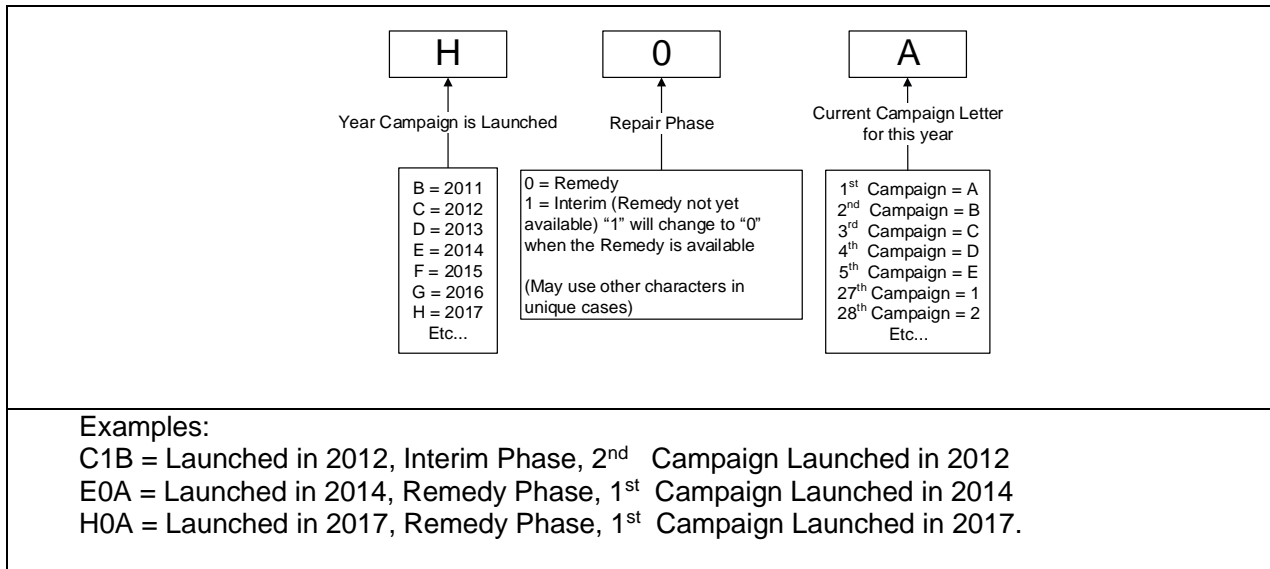 H
0
A
Year Campaign is Launched
Repair Phase
Current Campaign Letter
for this year
B = 2011
C = 2012
D = 2013
E = 2014
F = 2015
G = 2016
H = 2017
Etc...
0 = Remedy
1 = Interim (Remedy not yet
available) “1” will change to “0”
when the Remedy is available
(May use other characters in
unique cases)
1st Campaign = A
2nd Campaign = B
3rd Campaign = C
4th Campaign = D
5th Campaign = E
27th Campaign = 1
28th Campaign = 2
Etc...
Examples:
C1B = Launched in 2012, Interim Phase, 2nd Campaign Launched in 2012
E0A = Launched in 2014, Remedy Phase, 1st Campaign Launched in 2014
H0A = Launched in 2017, Remedy Phase, 1st Campaign Launched in 2017.